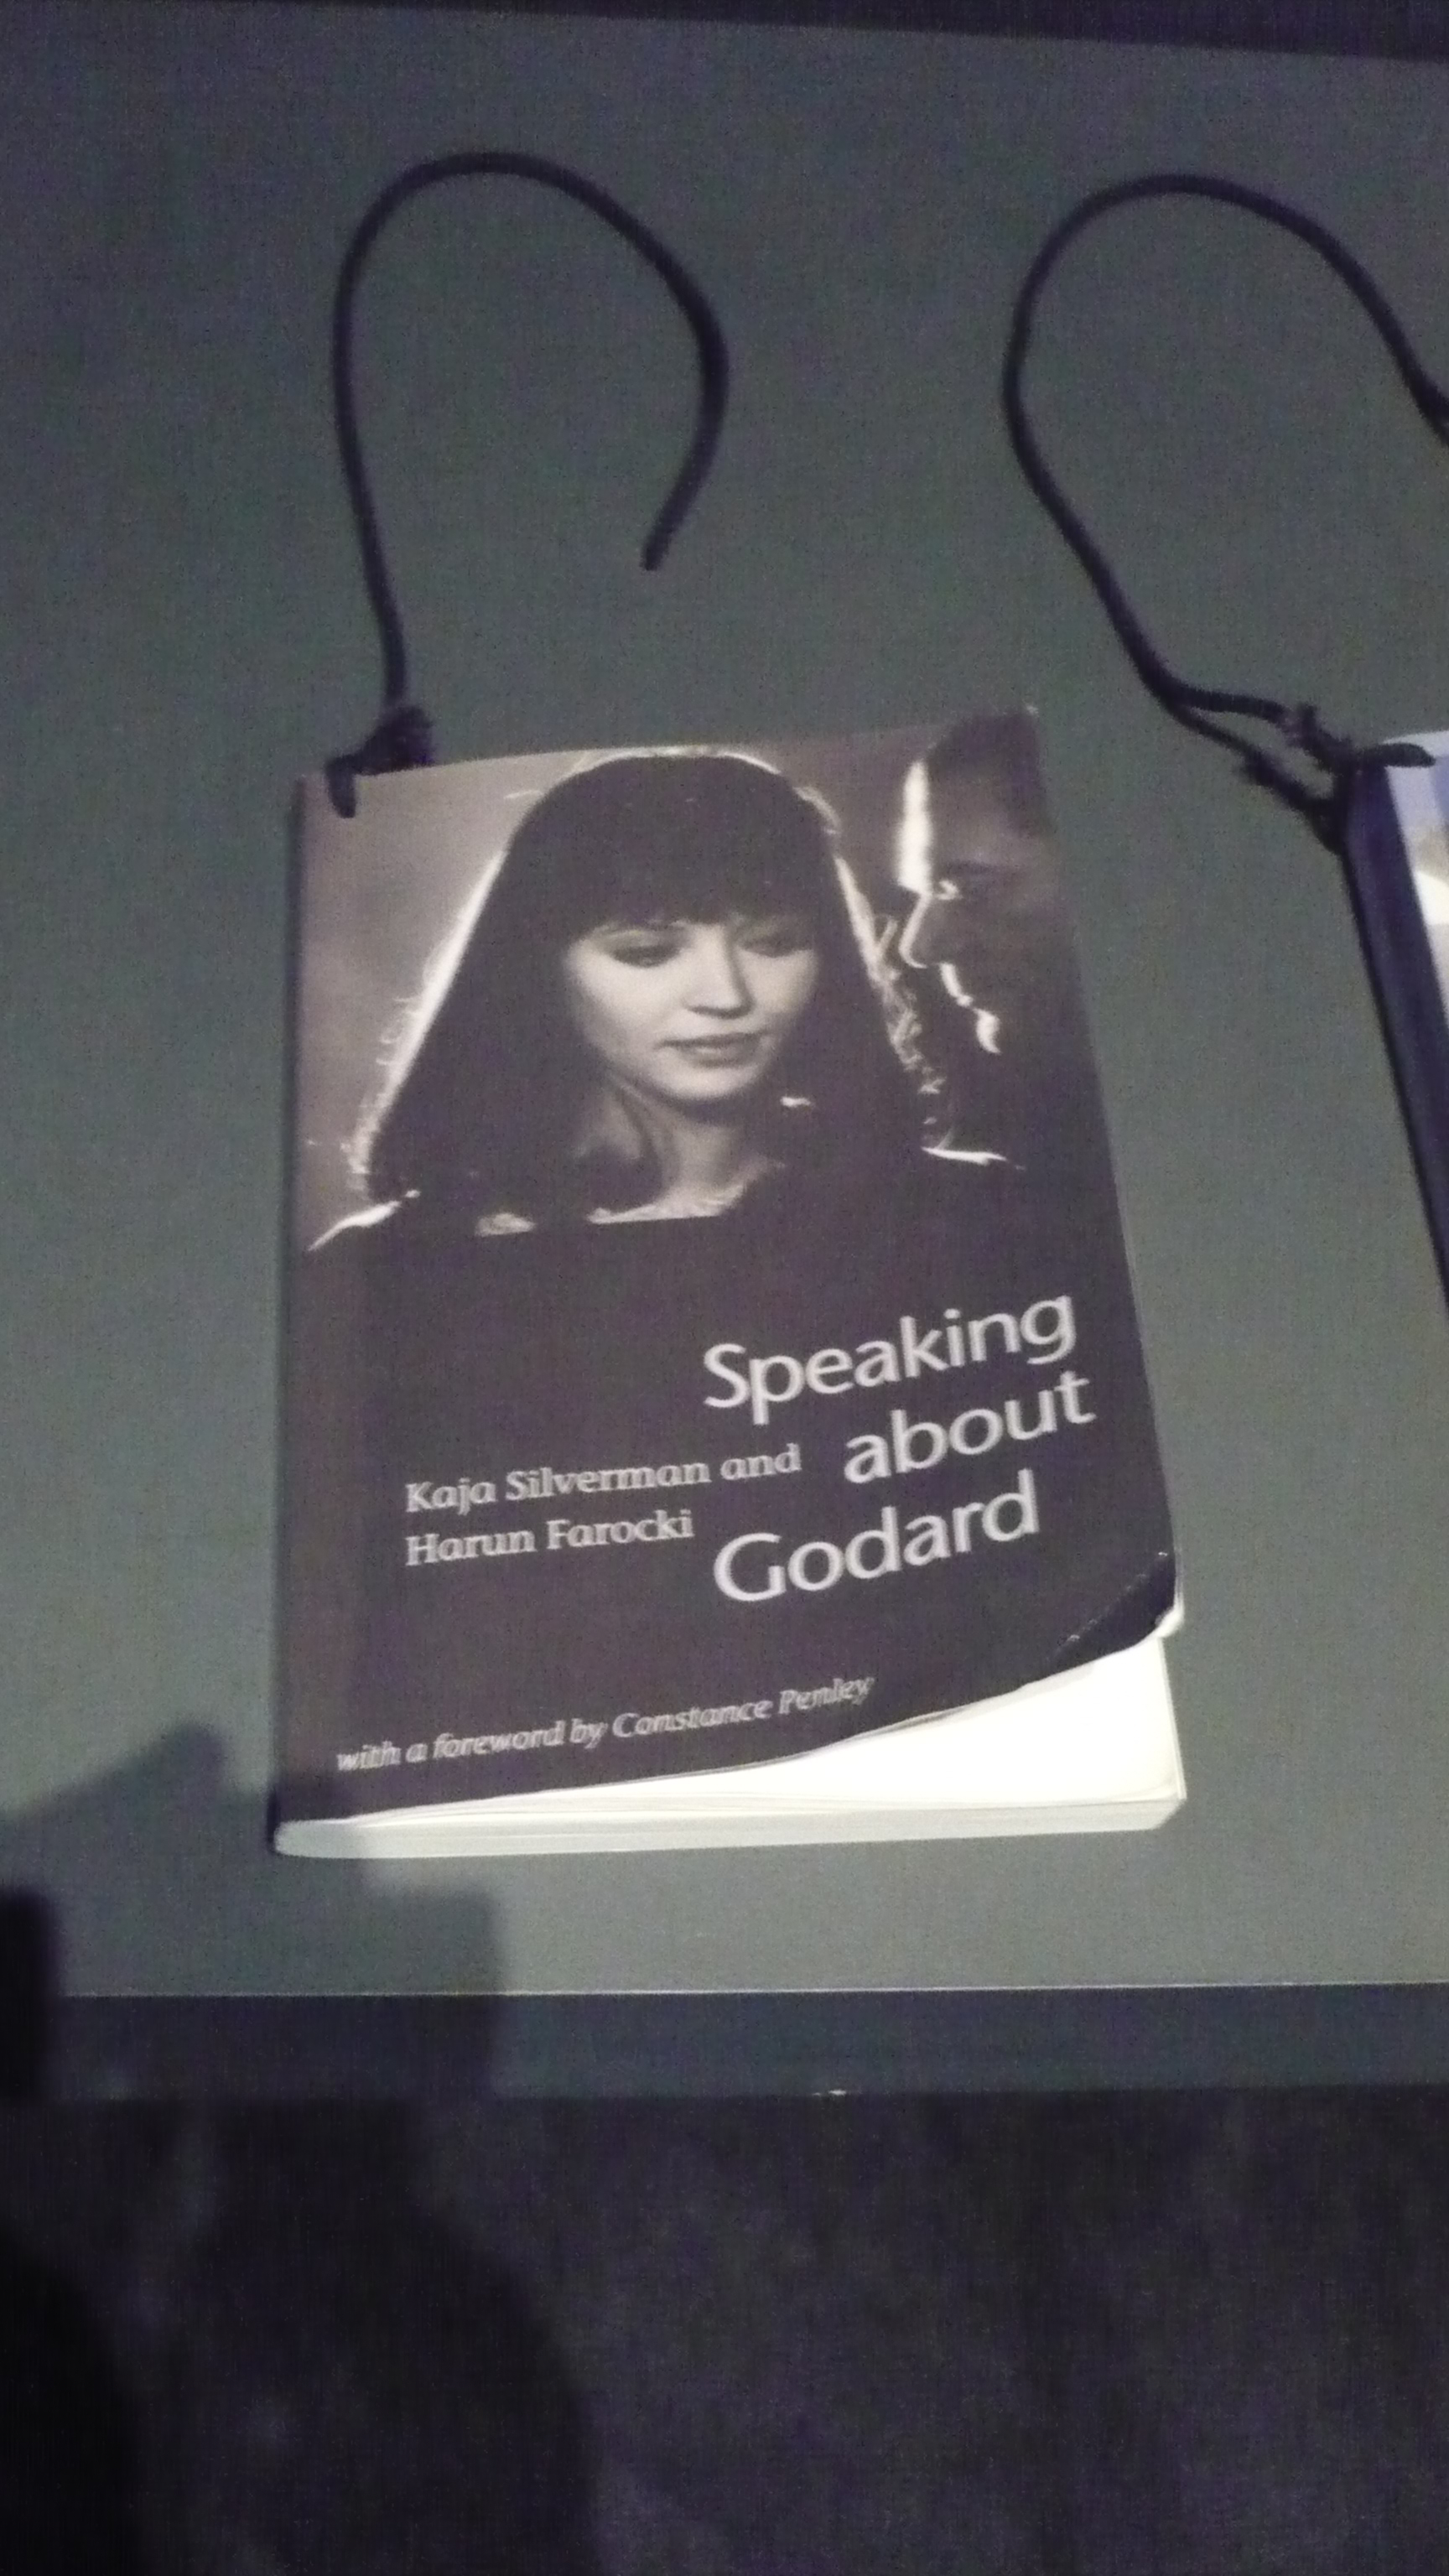 Speaking
about
Godard
Kaja Silverman and
Harun Farocki
with a foreword by Constance Penley